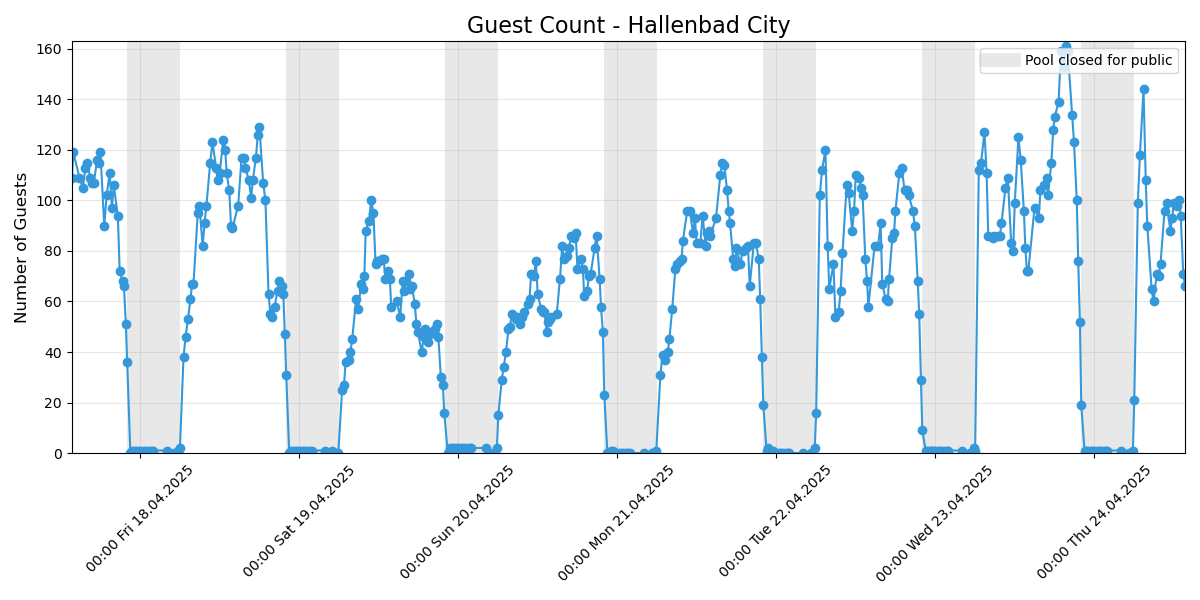 Guest Count - Hallenbad City
Pool closed for public
Number of Guests
160
140
120
100
80
60
40
20
0
00:00 Fri 18.04.2025
00:00 Sat 19.04.2025
00:00 Sun 20.04.2025
00:00 Mon 21.04.2025
00:00 Tue 22.04.2025
00:00 Wed 23.04.2025
00:00 Thu 24.04.2025